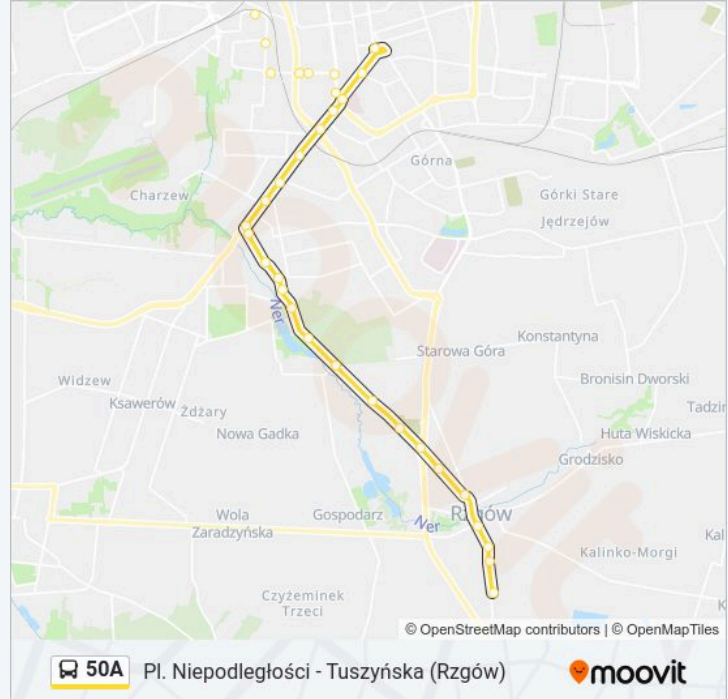 Górna
Charzew
Górki Stare
Jędrzejów
Ner
Konstantyna
Starowa Góra
Widzew
Bronisin Dworski
Ksawerów
Żdżary
Nowa Gadka
Huta Wiskicka
Grodzisko
Wola
Zaradzyńska
Gospodarz
Ner
Rzgów
Kalinko-Morgi
Czyżeminek
Trzeci
© OpenStreetMap contributors | © OpenMapTiles
50A Pl. Niepodległości - Tuszyńska (Rzgów)
moovit